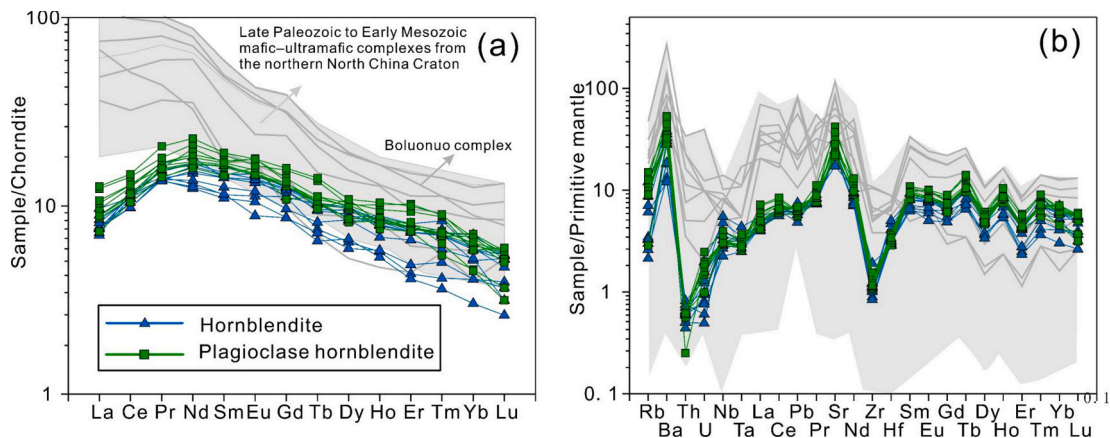 100
10
1
Sample/Chorndite
(a)
Late Paleozoic to Early Mesozoic
mafic–ultramafic complexes from
the northern North China Craton
Boluonuo complex
Hornblendite
Plagioclase hornblendite
La Ce Pr Nd Sm Eu Gd Tb Dy Ho Er Tm Yb Lu
(b)
100
10
1
0. 1
Sample/Primitive mantle
Rb Th Nb La Pb Sr Zr Sm Gd Dy Er Yb
Ba U Ta Ce Pr Nd Hf Eu Tb Ho Tm Lu
0.1